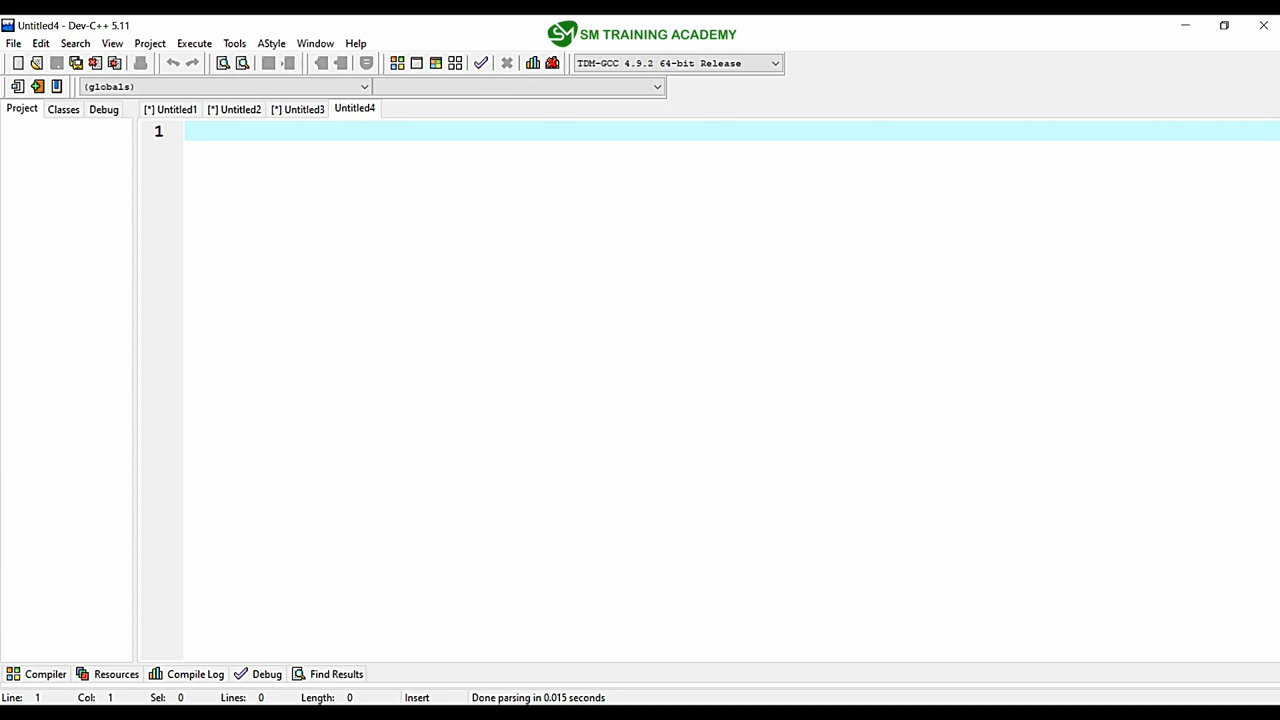 Untitled4 - Dev-C++ 5.11
SM TRAINING ACADEMY
File Edit Search View Project Execute Tools AStyle Window Help
TDM-GCC 4.9.2 64-bit Release
(globals)
Project Classes Debug [*] Untitled1 [*] Untitled2 [*] Untitled3 Untitled4
1
Compiler Resources Compile Log Debug Find Results
Line: 1 Col: 1 Sel: 0 Lines: 0 Length: 0 Insert Done parsing in 0.015 seconds